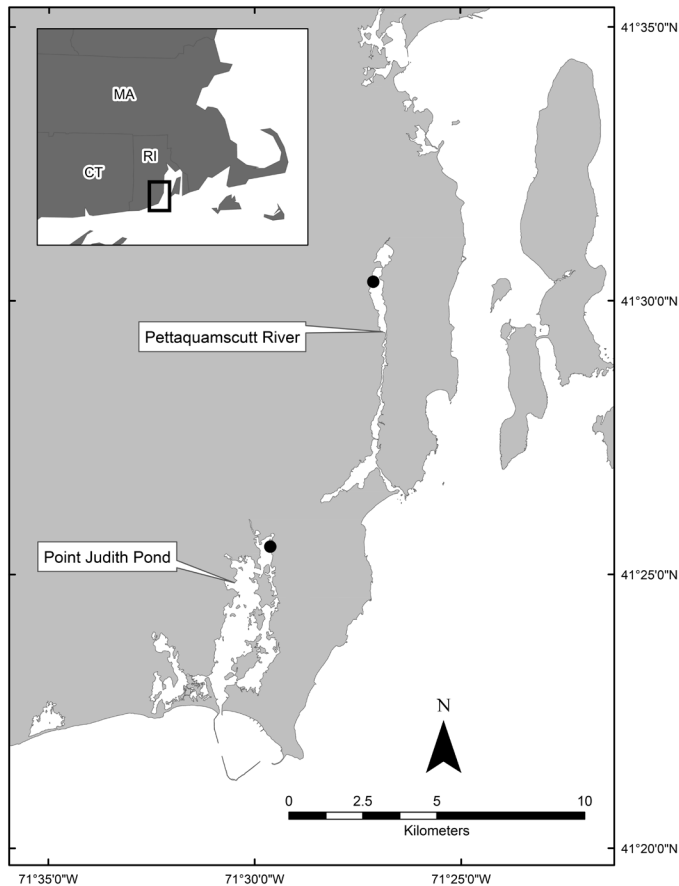 41°35'0"N
MA
RI
CT
41°30'0"N
Pettaquamscutt River
Point Judith Pond
41°25'0"N
N
0 2.5 5 10
Kilometers
41°20'0"N
71°35'0"W 71°30'0"W 71°25'0"W